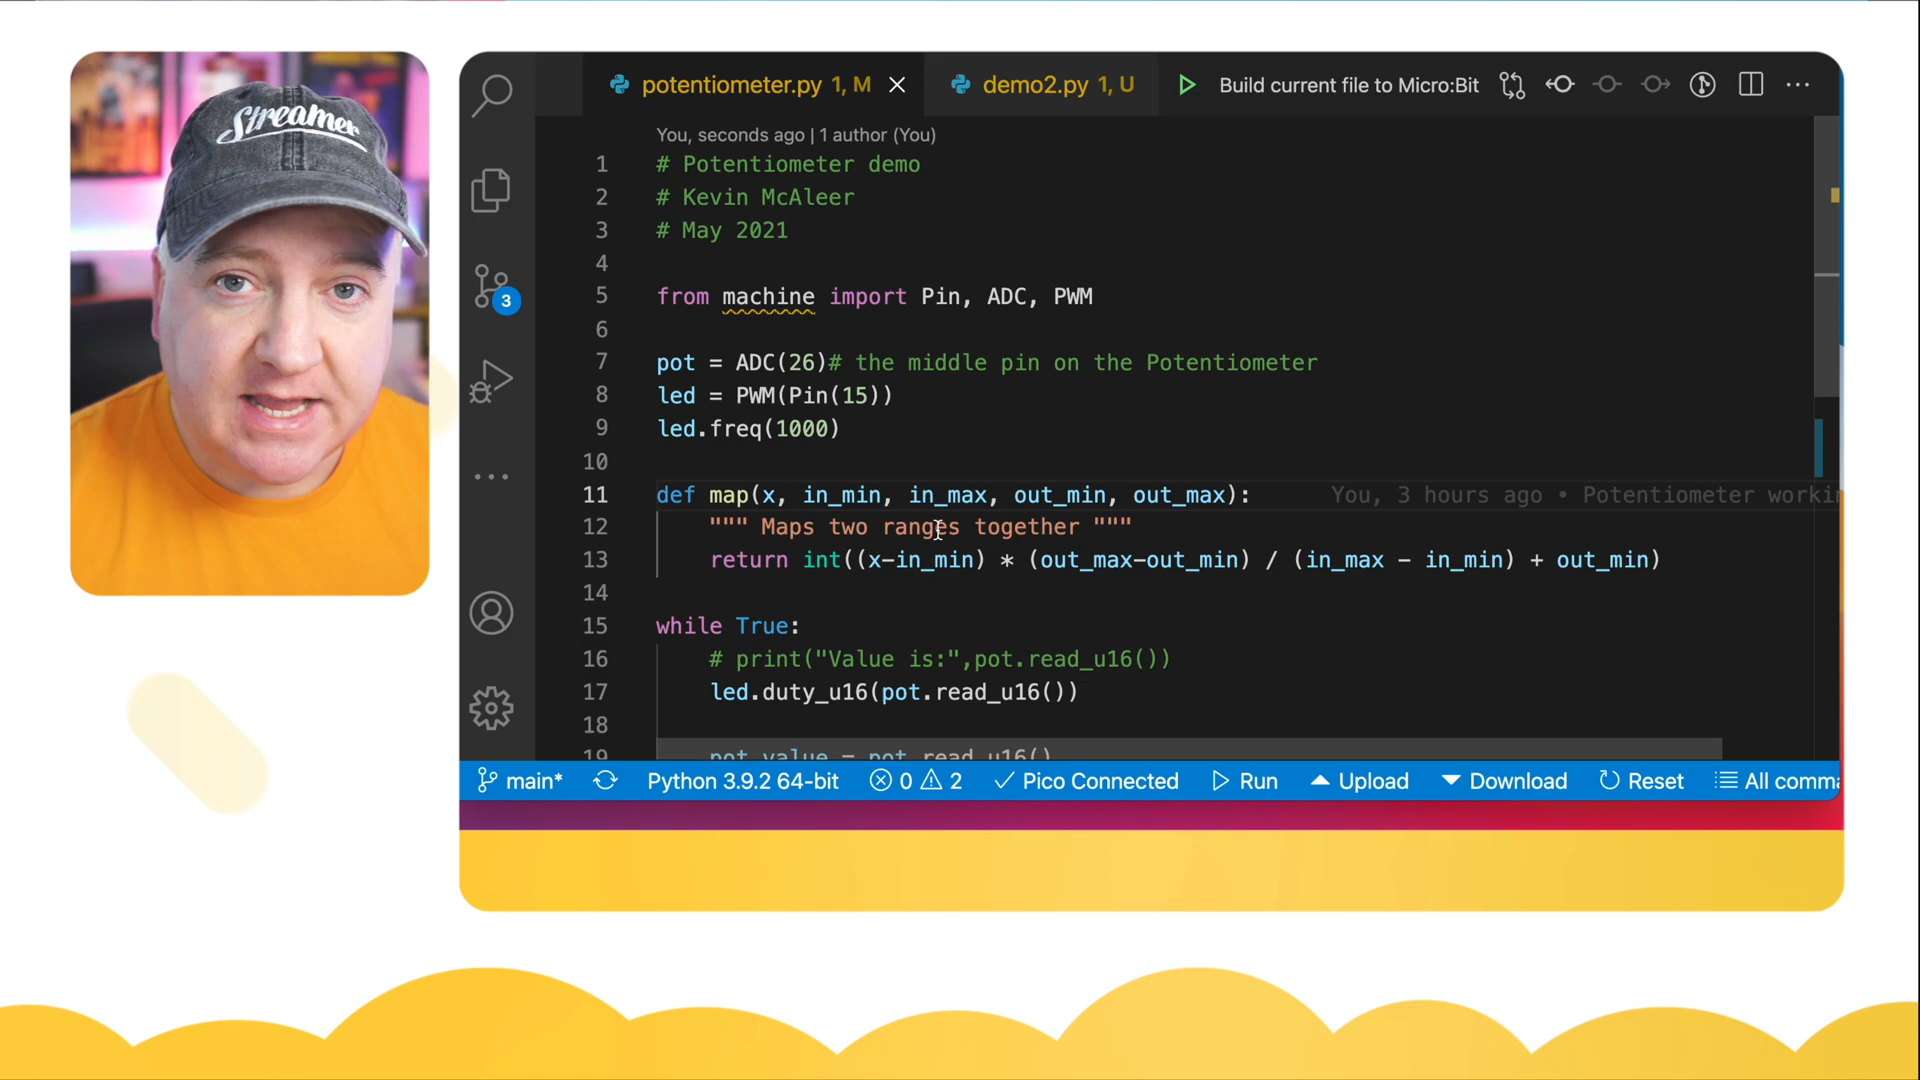 Streamer
potentiometer.py 1, M
demo2.py 1, U
Build current file to Micro:Bit
You, seconds ago | 1 author (You)
1 # Potentiometer demo
2 # Kevin McAleer
3 # May 2021
4
5 from machine import Pin, ADC, PWM
6
7 pot = ADC(26)# the middle pin on the Potentiometer
8 led = PWM(Pin(15))
9 led.freq(1000)
10
11 def map(x, in_min, in_max, out_min, out_max): You, 3 hours ago • Potentiometer workin
12 """ Maps two ranges together """
13 return int((x-in_min) * (out_max-out_min) / (in_max - in_min) + out_min)
14
15 while True:
16 # print("Value is:",pot.read_u16())
17 led.duty_u16(pot.read_u16())
18
19 pot_value = pot.read_u16()
3
main* Python 3.9.2 64-bit 0 2 Pico Connected Run Upload Download Reset All comma